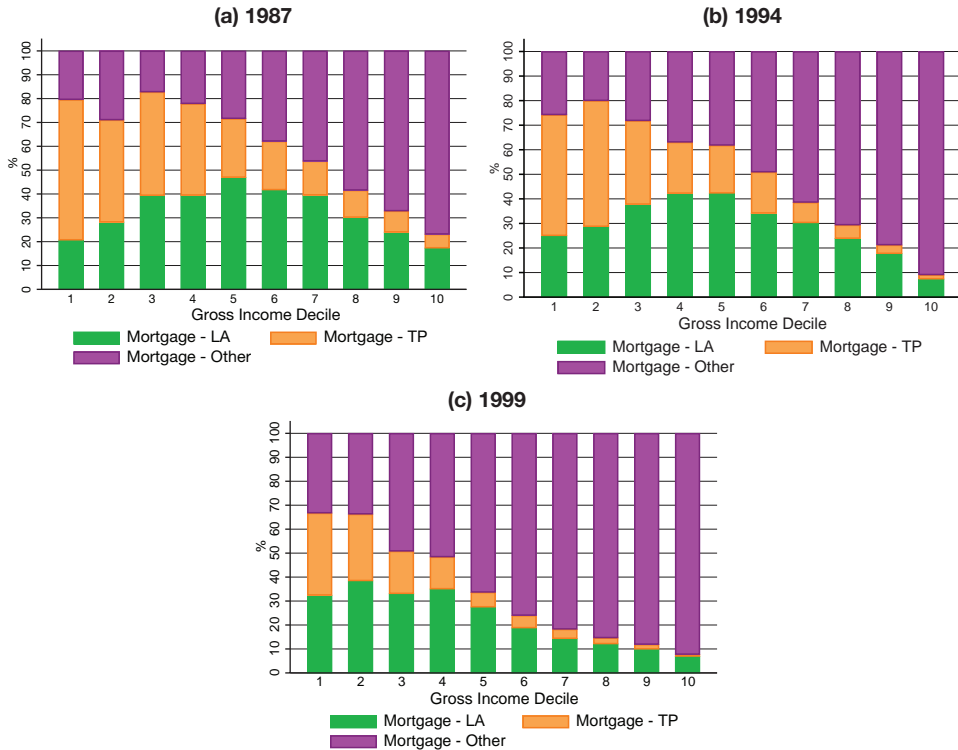 (a) 1987
100
90
80
70
60
50
40
30
20
10
0
%
1 2 3 4 5 6 7 8 9 10
Gross Income Decile
Mortgage - LA Mortgage - TP
Mortgage - Other
(b) 1994
100
90
80
70
60
50
40
30
20
10
0
%
1 2 3 4 5 6 7 8 9 10
Gross Income Decile
Mortgage - LA Mortgage - TP
Mortgage - Other
(c) 1999
100
90
80
70
60
50
40
30
20
10
0
%
1 2 3 4 5 6 7 8 9 10
Gross Income Decile
Mortgage - LA Mortgage - TP
Mortgage - Other